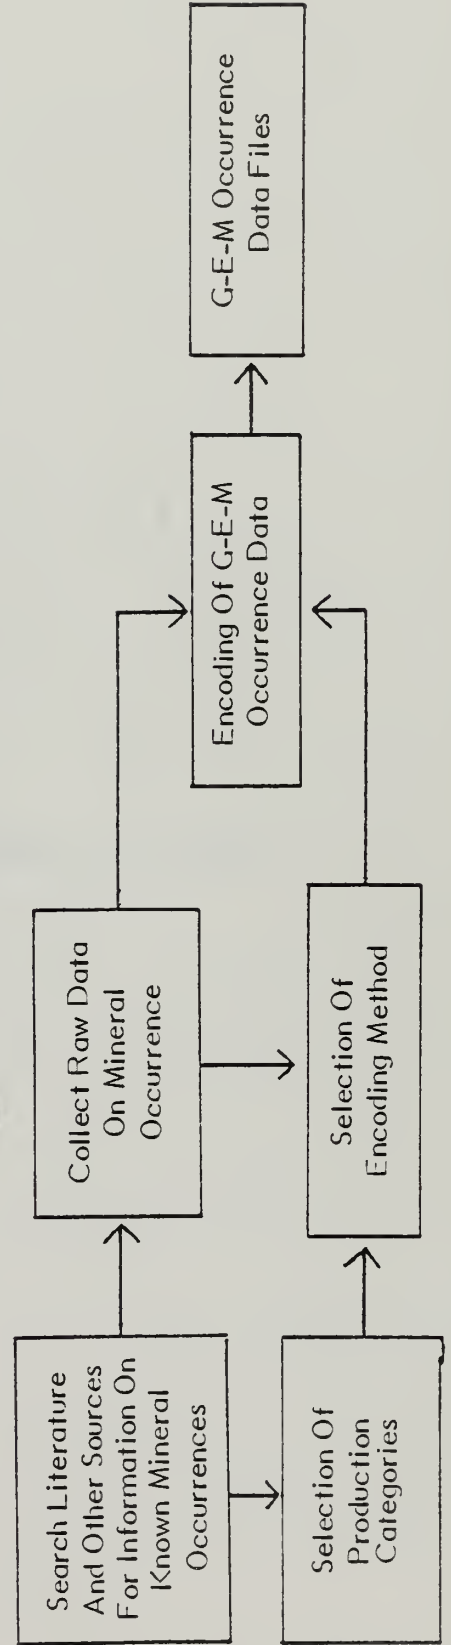 Search Literature
And Other Sources
For Information On
Known Mineral
Occurrences
Collect Raw Data
On Mineral
Occurrence
Selection Of
Production
Categories
Selection Of
Encoding Method
Encoding Of G-E-M
Occurrence Data
G-E-M Occurrence
Data Files